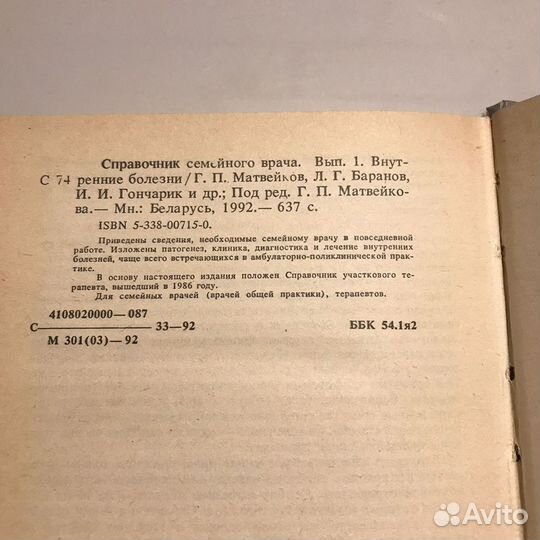 Справочник семейного врача. Вып. 1. Внут-
С 74 ренние болезни/Г. П. Матвейков, Л. Г. Баранов,
И. И. Гончарик и др.; Под ред. Г. П. Матвейко-
ва.— Мн.: Беларусь, 1992.— 637 с.
ISBN 5-338-00715-0.
Приведены сведения, необходимые семейному врачу в повседневной
работе. Изложены патогенез, клиника, диагностика и лечение внутренних
болезней, чаще всего встречающихся в амбулаторно-поликлинической прак-
тике.
В основу настоящего издания положен Справочник участкового те-
рапевта, вышедший в 1986 году.
Для семейных врачей (врачей общей практики), терапевтов.
4108020000—087
С———————— 33—92 ББК 54.1я2
М 301(03)—92
Avito